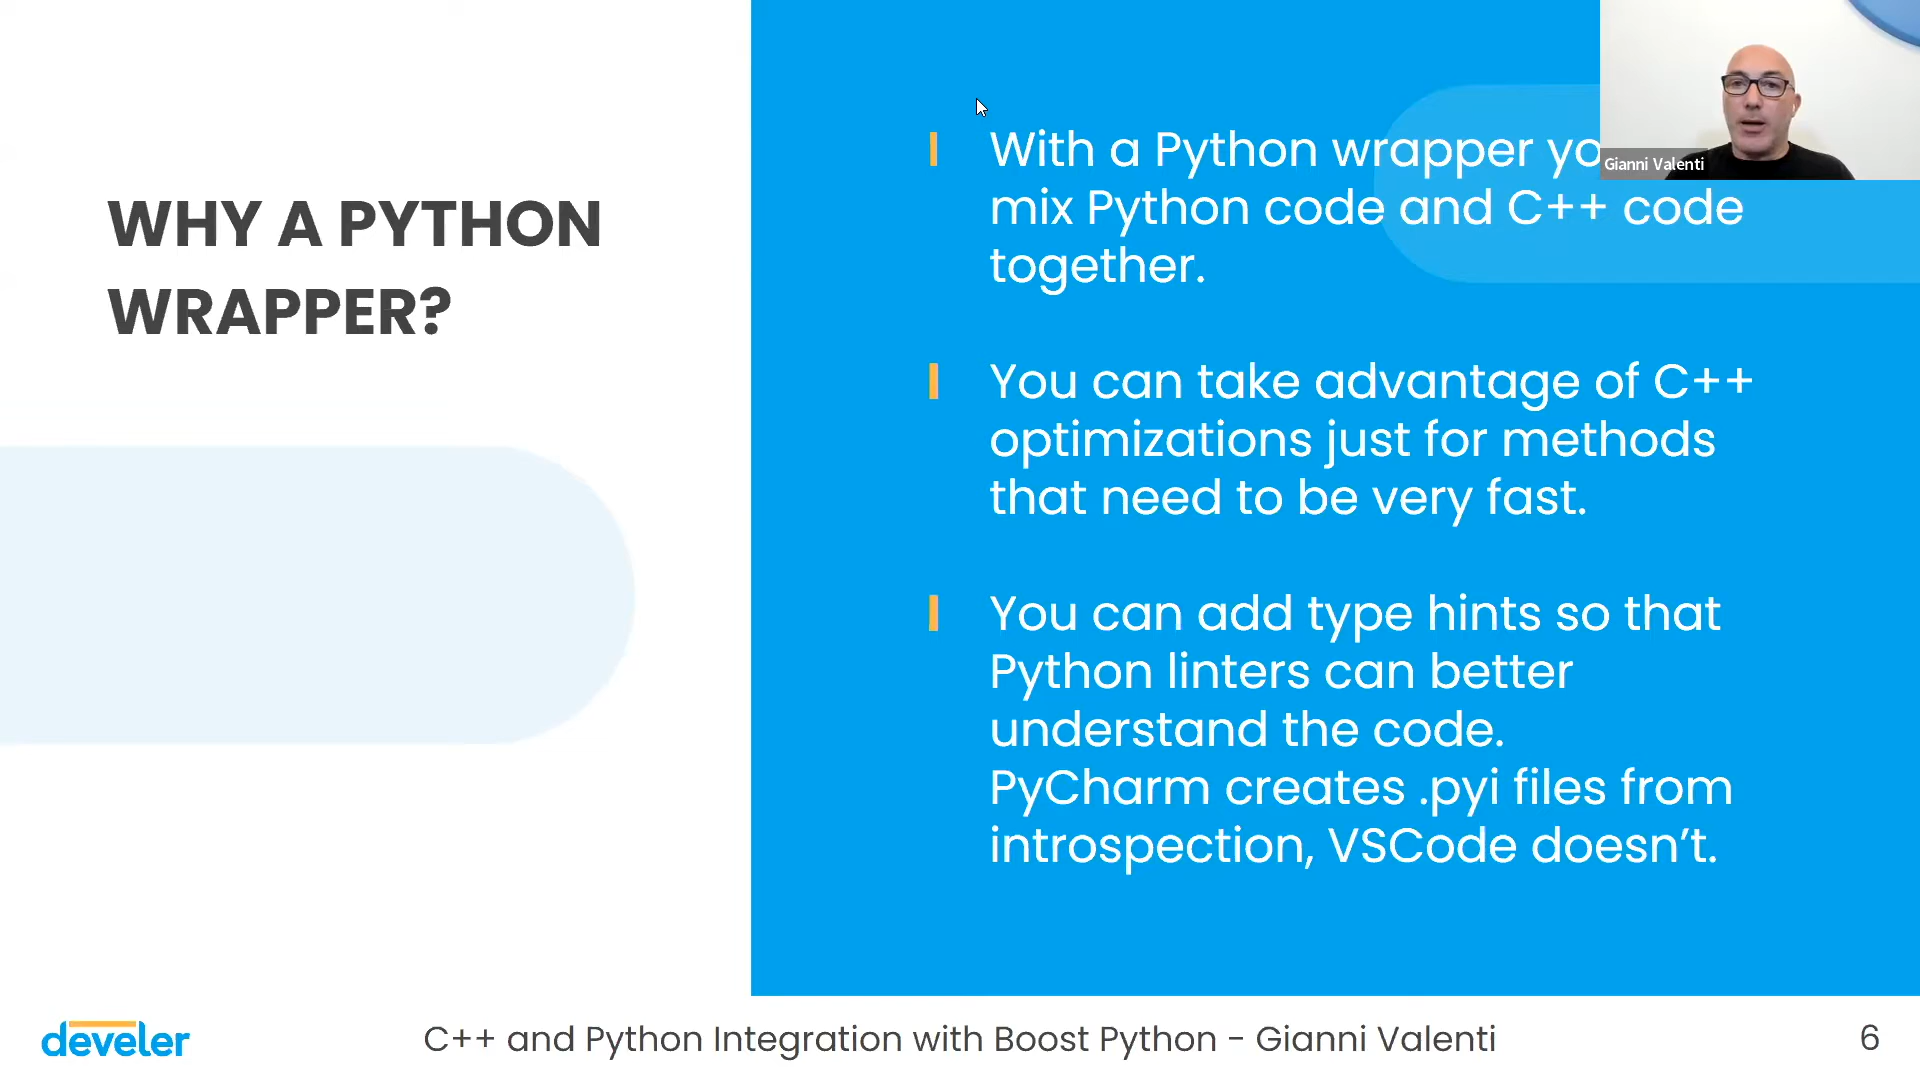 WHY A PYTHON
WRAPPER?
With a Python wrapper yo
mix Python code and C++ code
together.
You can take advantage of C++
optimizations just for methods
that need to be very fast.
You can add type hints so that
Python linters can better
understand the code.
PyCharm creates .pyi files from
introspection, VSCode doesn’t.
Gianni Valenti
develer
C++ and Python Integration with Boost Python - Gianni Valenti
6